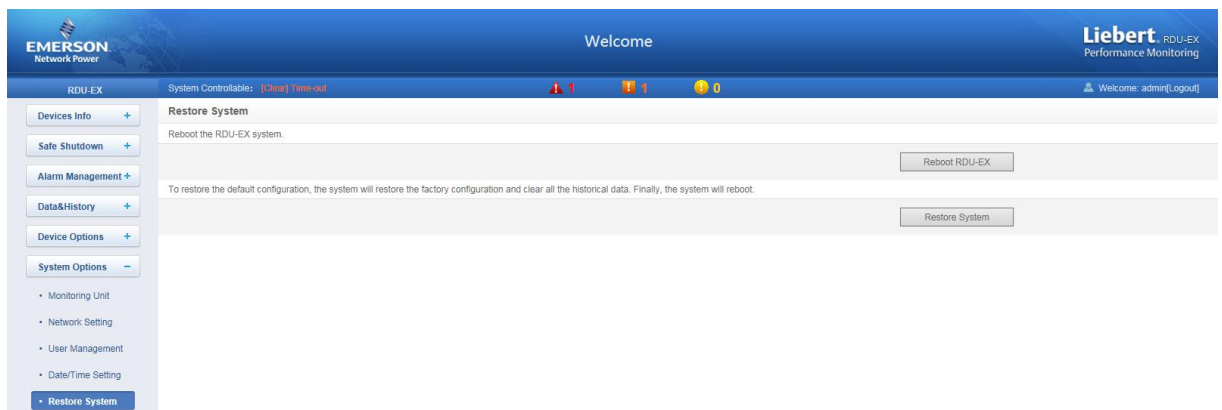 EMERSON
Network Power
Welcome
Liebert. RDU-EX
Performance Monitoring
RDU-EX
System Controllable: [Clear] Time-out
1
1
0
Welcome: admin[Logout]
Devices Info +
Safe Shutdown +
Alarm Management +
Data&History +
Device Options +
System Options −
• Monitoring Unit
• Network Setting
• User Management
• Date/Time Setting
• Restore System
Restore System
Reboot the RDU-EX system.
Reboot RDU-EX
To restore the default configuration, the system will restore the factory configuration and clear all the historical data. Finally, the system will reboot.
Restore System